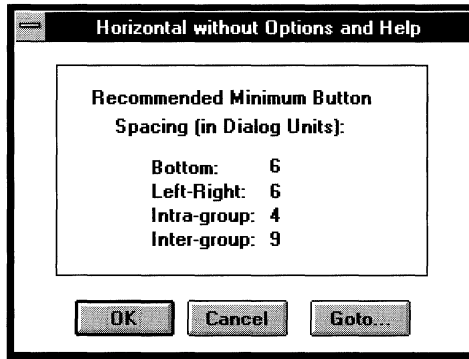 Horizontal without Options and Help
Recommended Minimum Button
Spacing (in Dialog Units):
Bottom: 6
Left-Right: 6
Intra-group: 4
Inter-group: 9
OK Cancel Goto...